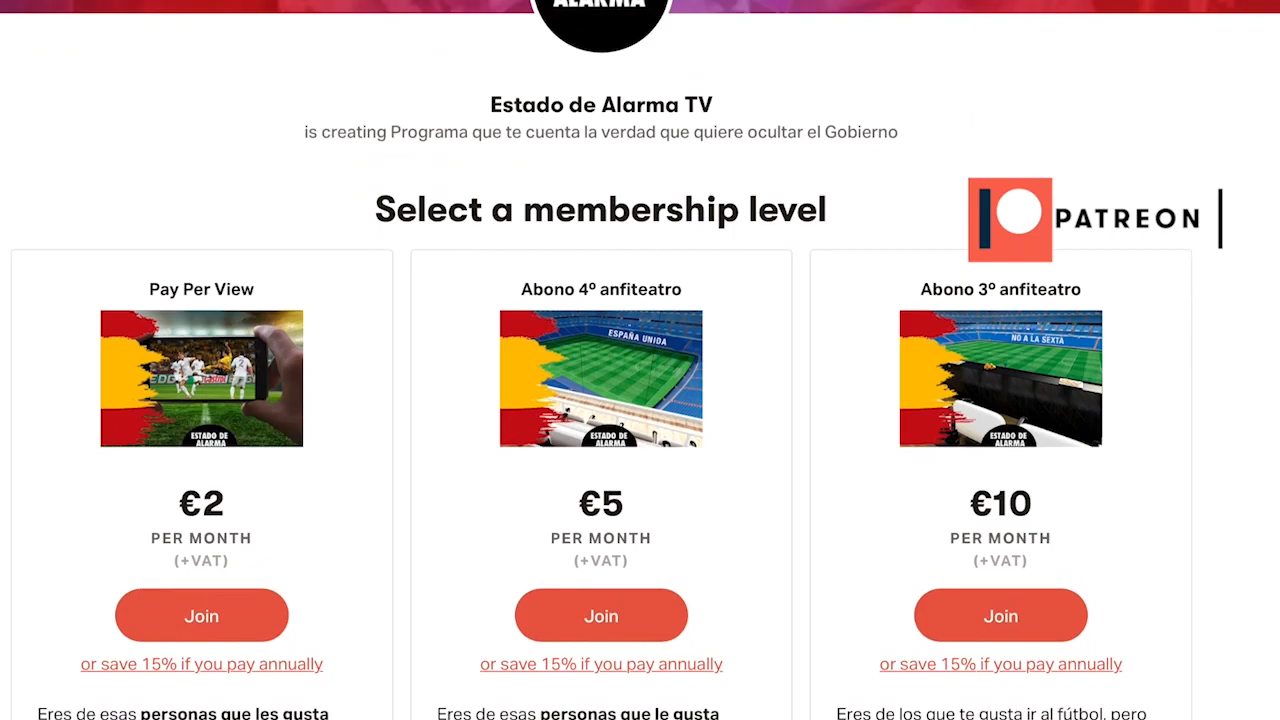 ALARMA
Estado de Alarma TV
is creating Programa que te cuenta la verdad que quiere ocultar el Gobierno
Select a membership level
PATREON
Pay Per View
ESTADO DE
ALARMA
€2
PER MONTH
(+VAT)
Join
or save 15% if you pay annually
Eres de esas personas que les gusta
Abono 4º anfiteatro
ESPAÑA UNIDA
ESTADO DE
ALARMA
€5
PER MONTH
(+VAT)
Join
or save 15% if you pay annually
Eres de esas personas que le gusta
Abono 3º anfiteatro
NO A LA SEXTA
ESTADO DE
ALARMA
€10
PER MONTH
(+VAT)
Join
or save 15% if you pay annually
Eres de los que te gusta ir al fútbol, pero